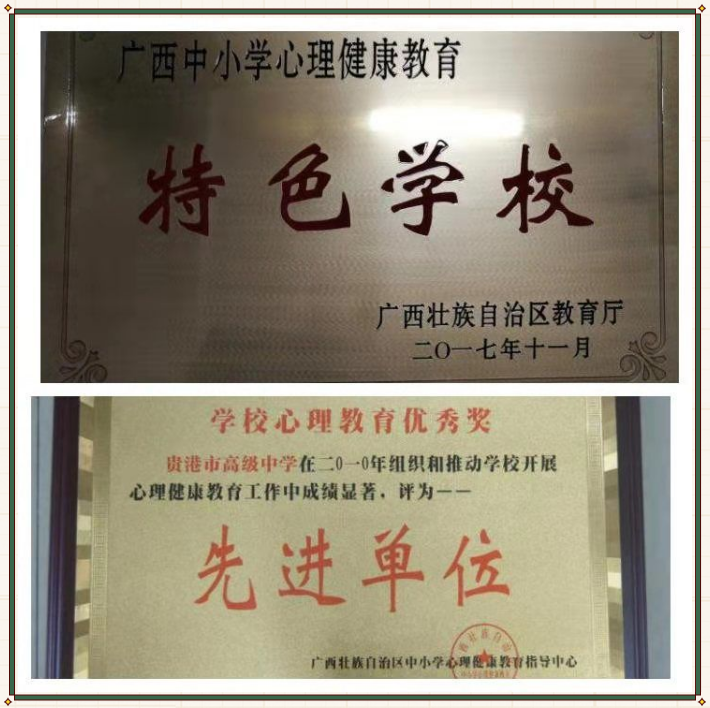 广西中小学心理健康教育
特色学校
广西壮族自治区教育厅
二〇一七年十一月
学校心理教育优秀奖
贵港市高级中学在二0一0年组织和推动学校开展
心理健康教育工作中成绩显著，评为——
先进单位
广西壮族自治区中小学心理健康教育指导中心